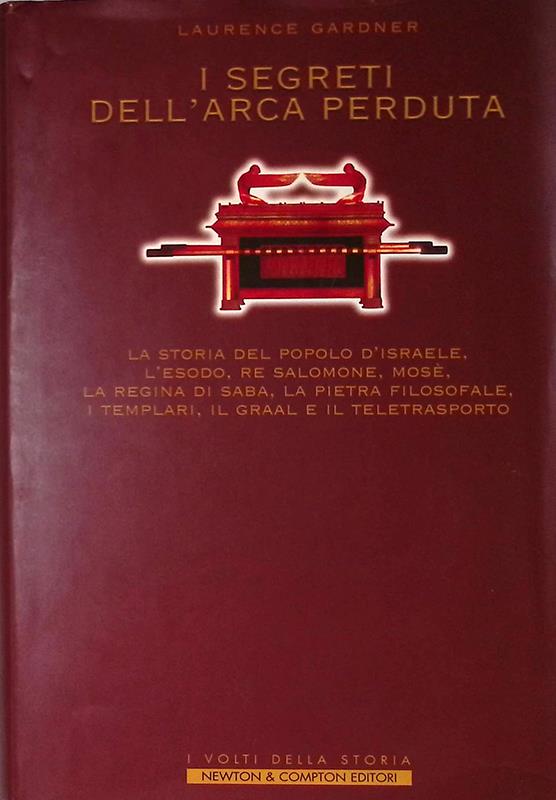 LAURENCE GARDNER
I SEGRETI
DELL'ARCA PERDUTA
LA STORIA DEL POPOLO D'ISRAELE,
L'ESODO, RE SALOMONE, MOSÈ,
LA REGINA DI SABA, LA PIETRA FILOSOFALE,
I TEMPLARI, IL GRAAL E IL TELETRASPORTO
I VOLTI DELLA STORIA
NEWTON & COMPTON EDITORI